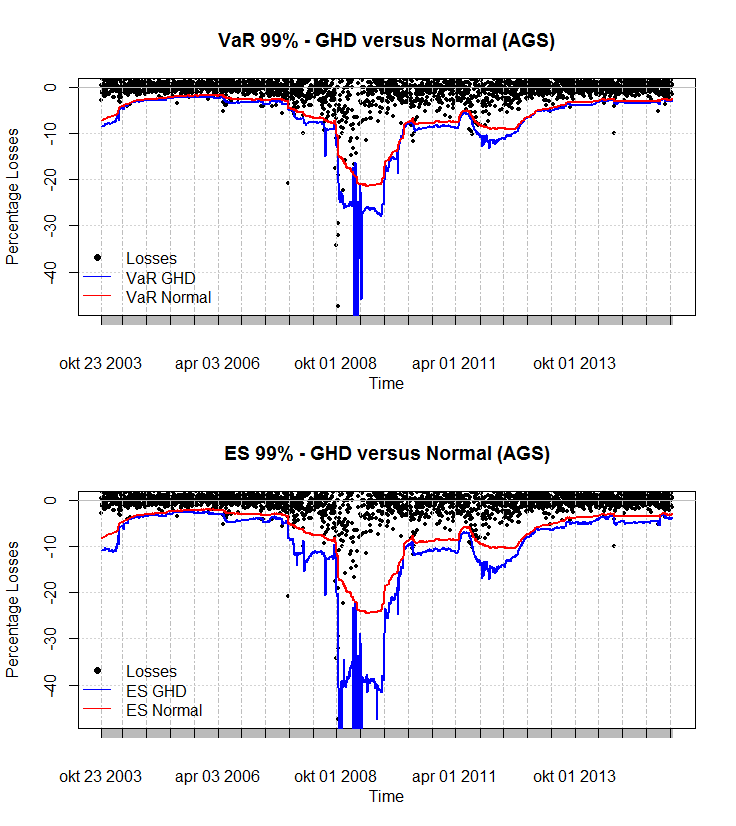 VaR 99% - GHD versus Normal (AGS)
Percentage Losses
0
-10
-20
-30
-40
Losses
VaR GHD
VaR Normal
okt 23 2003 apr 03 2006 okt 01 2008 apr 01 2011 okt 01 2013
Time
ES 99% - GHD versus Normal (AGS)
Percentage Losses
0
-10
-20
-30
-40
Losses
ES GHD
ES Normal
okt 23 2003 apr 03 2006 okt 01 2008 apr 01 2011 okt 01 2013
Time